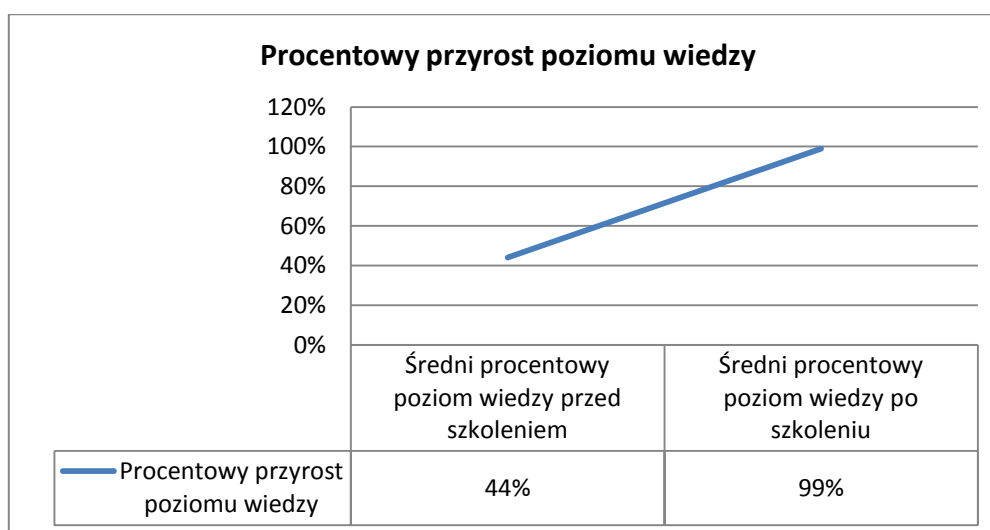 Procentowy przyrost poziomu wiedzy
120%
100%
80%
60%
40%
20%
0%
Średni procentowy
poziom wiedzy przed
szkoleniem
Średni procentowy
poziom wiedzy po
szkoleniu
Procentowy przyrost
poziomu wiedzy
44%
99%